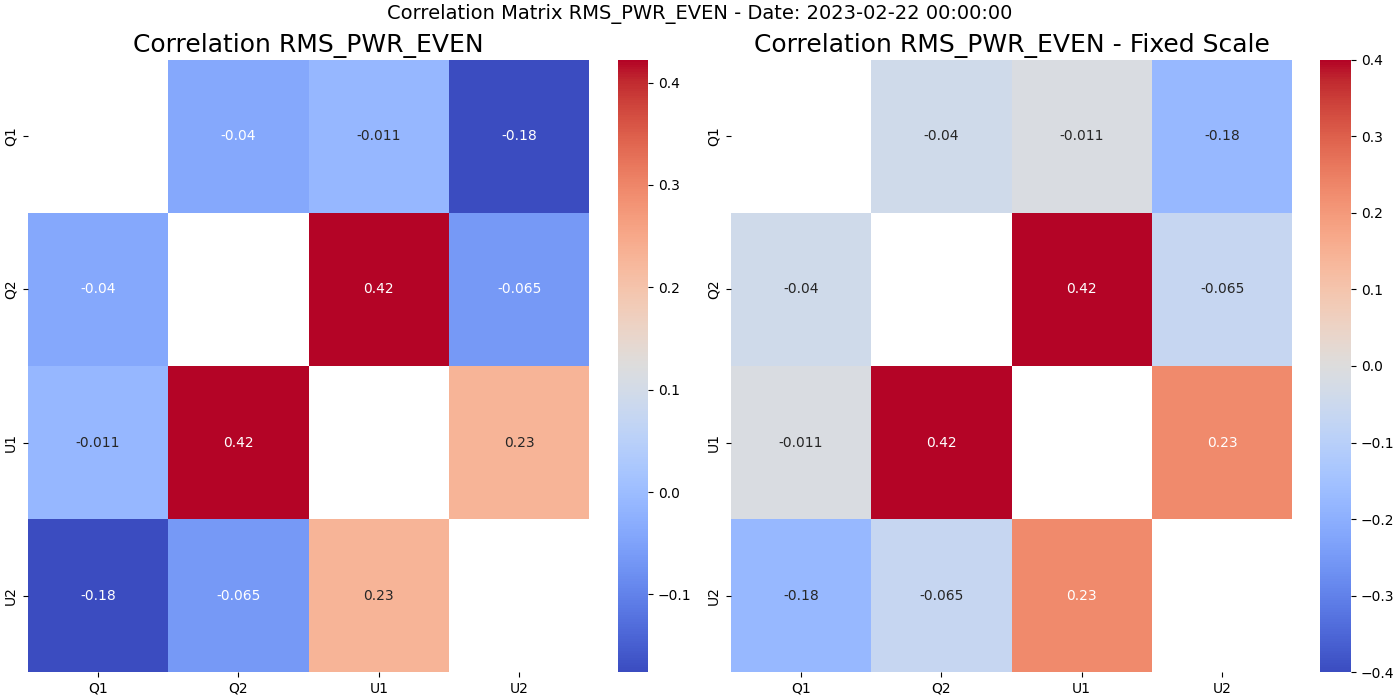 Correlation Matrix RMS_PWR_EVEN - Date: 2023-02-22 00:00:00
Correlation RMS_PWR_EVEN
Q1
-0.04
-0.011
-0.18
Q2
-0.04
0.42
-0.065
U1
-0.011
0.42
0.23
U2
-0.18
-0.065
0.23
Q1
Q2
U1
U2
0.4
0.3
0.2
0.1
0.0
−0.1
Correlation RMS_PWR_EVEN - Fixed Scale
Q1
-0.04
-0.011
-0.18
Q2
-0.04
0.42
-0.065
U1
-0.011
0.42
0.23
U2
-0.18
-0.065
0.23
Q1
Q2
U1
U2
0.4
0.3
0.2
0.1
0.0
−0.1
−0.2
−0.3
−0.4